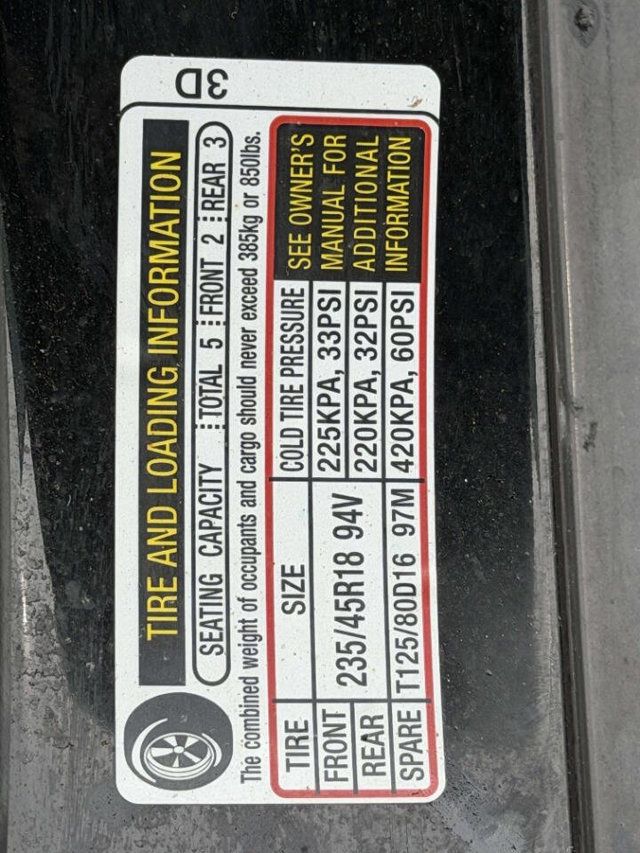 3D
TIRE AND LOADING INFORMATION
SEATING CAPACITY TOTAL 5 FRONT 2 REAR 3
The combined weight of occupants and cargo should never exceed 385kg or 850lbs.
TIRE SIZE COLD TIRE PRESSURE
FRONT 235/45R18 94V 225KPA, 33PSI
REAR 220KPA, 32PSI
SPARE T125/80D16 97M 420KPA, 60PSI
SEE OWNER'S
MANUAL FOR
ADDITIONAL
INFORMATION